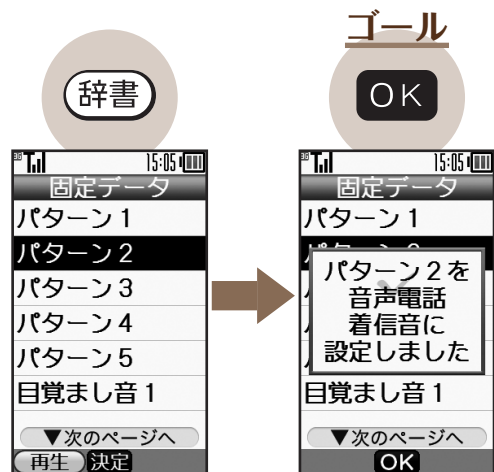 ゴール
辞書
OK
3G 15:05
固定データ
パターン1
パターン2
パターン3
パターン4
パターン5
目覚まし音1
▼次のページへ
再生 決定
3G 15:05
固定データ
パターン1
パターン2を
音声電話
着信音に
設定しました
目覚まし音1
▼次のページへ
OK